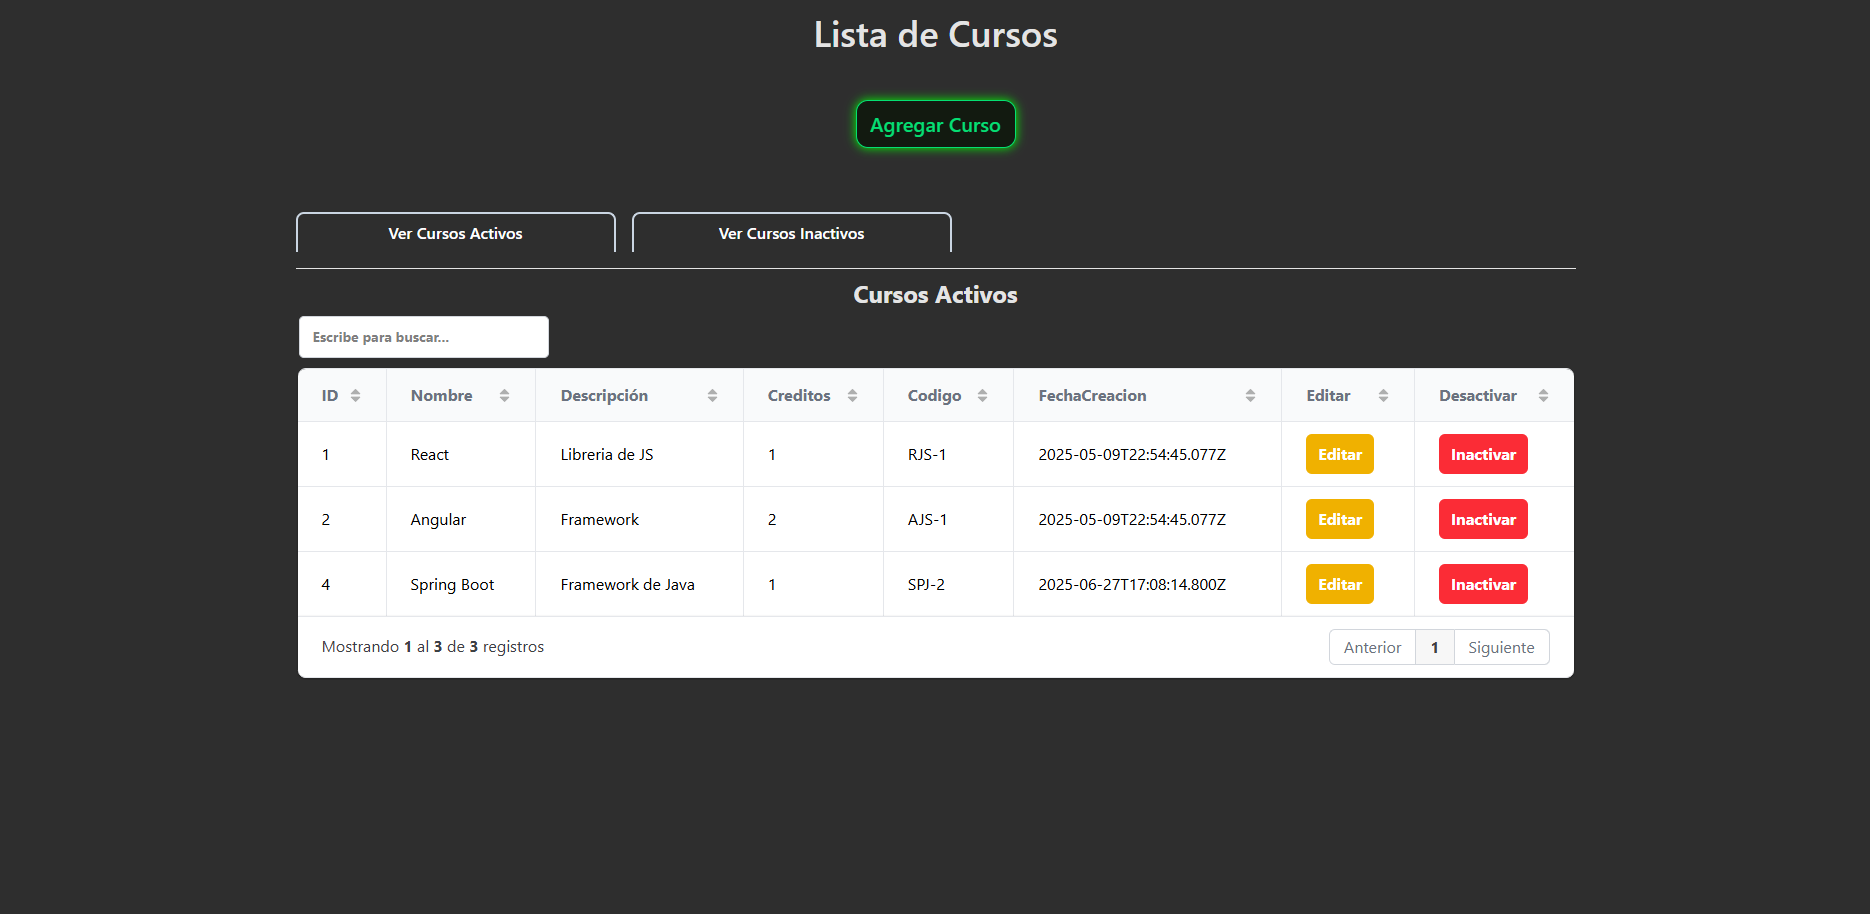 Lista de Cursos
Agregar Curso
Ver Cursos Activos Ver Cursos Inactivos
Cursos Activos
Escribe para buscar...
ID Nombre Descripción Creditos Codigo FechaCreacion Editar Desactivar
1 React Libreria de JS 1 RJS-1 2025-05-09T22:54:45.077Z Editar Inactivar
2 Angular Framework 2 AJS-1 2025-05-09T22:54:45.077Z Editar Inactivar
4 Spring Boot Framework de Java 1 SPJ-2 2025-06-27T17:08:14.800Z Editar Inactivar
Mostrando 1 al 3 de 3 registros Anterior 1 Siguiente